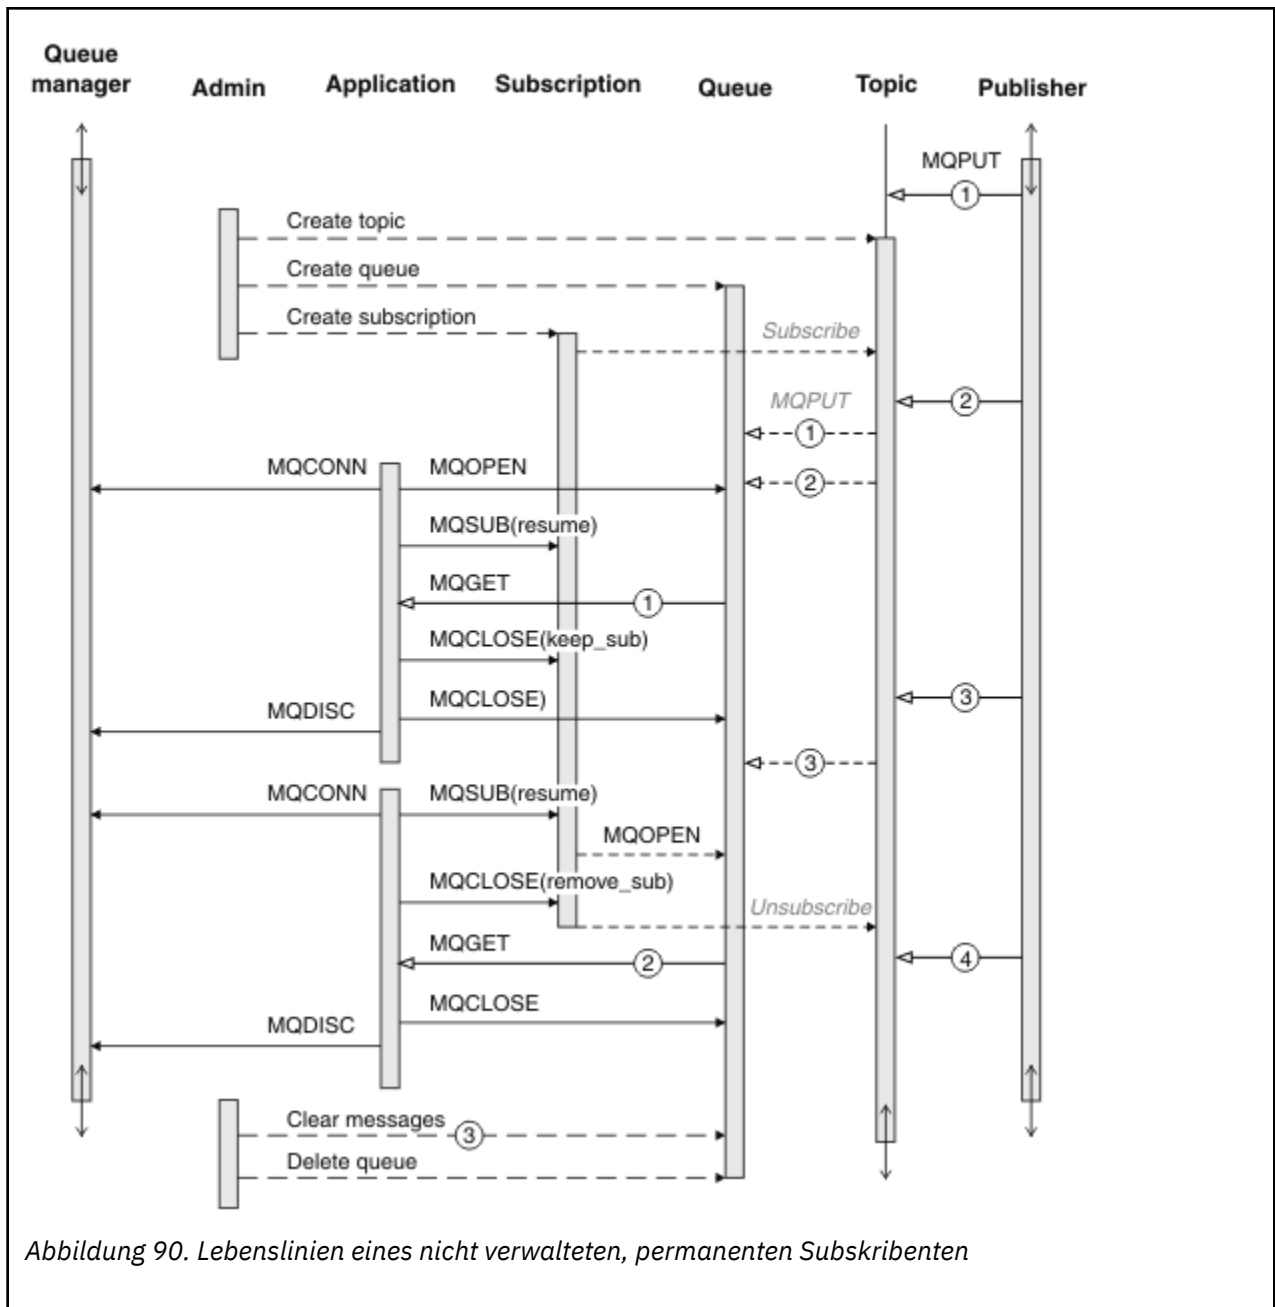 Queue
manager
Admin
Application
Subscription
Queue
Topic
Publisher
MQPUT
1
Create topic
Create queue
Create subscription
Subscribe
MQPUT
2
1
MQCONN
MQOPEN
2
MQSUB(resume)
MQGET
1
MQCLOSE(keep_sub)
MQDISC
MQCLOSE)
3
3
MQCONN
MQSUB(resume)
MQOPEN
MQCLOSE(remove_sub)
Unsubscribe
MQGET
2
4
MQCLOSE
MQDISC
Clear messages
3
Delete queue
Abbildung 90. Lebenslinien eines nicht verwalteten, permanenten Subskribenten